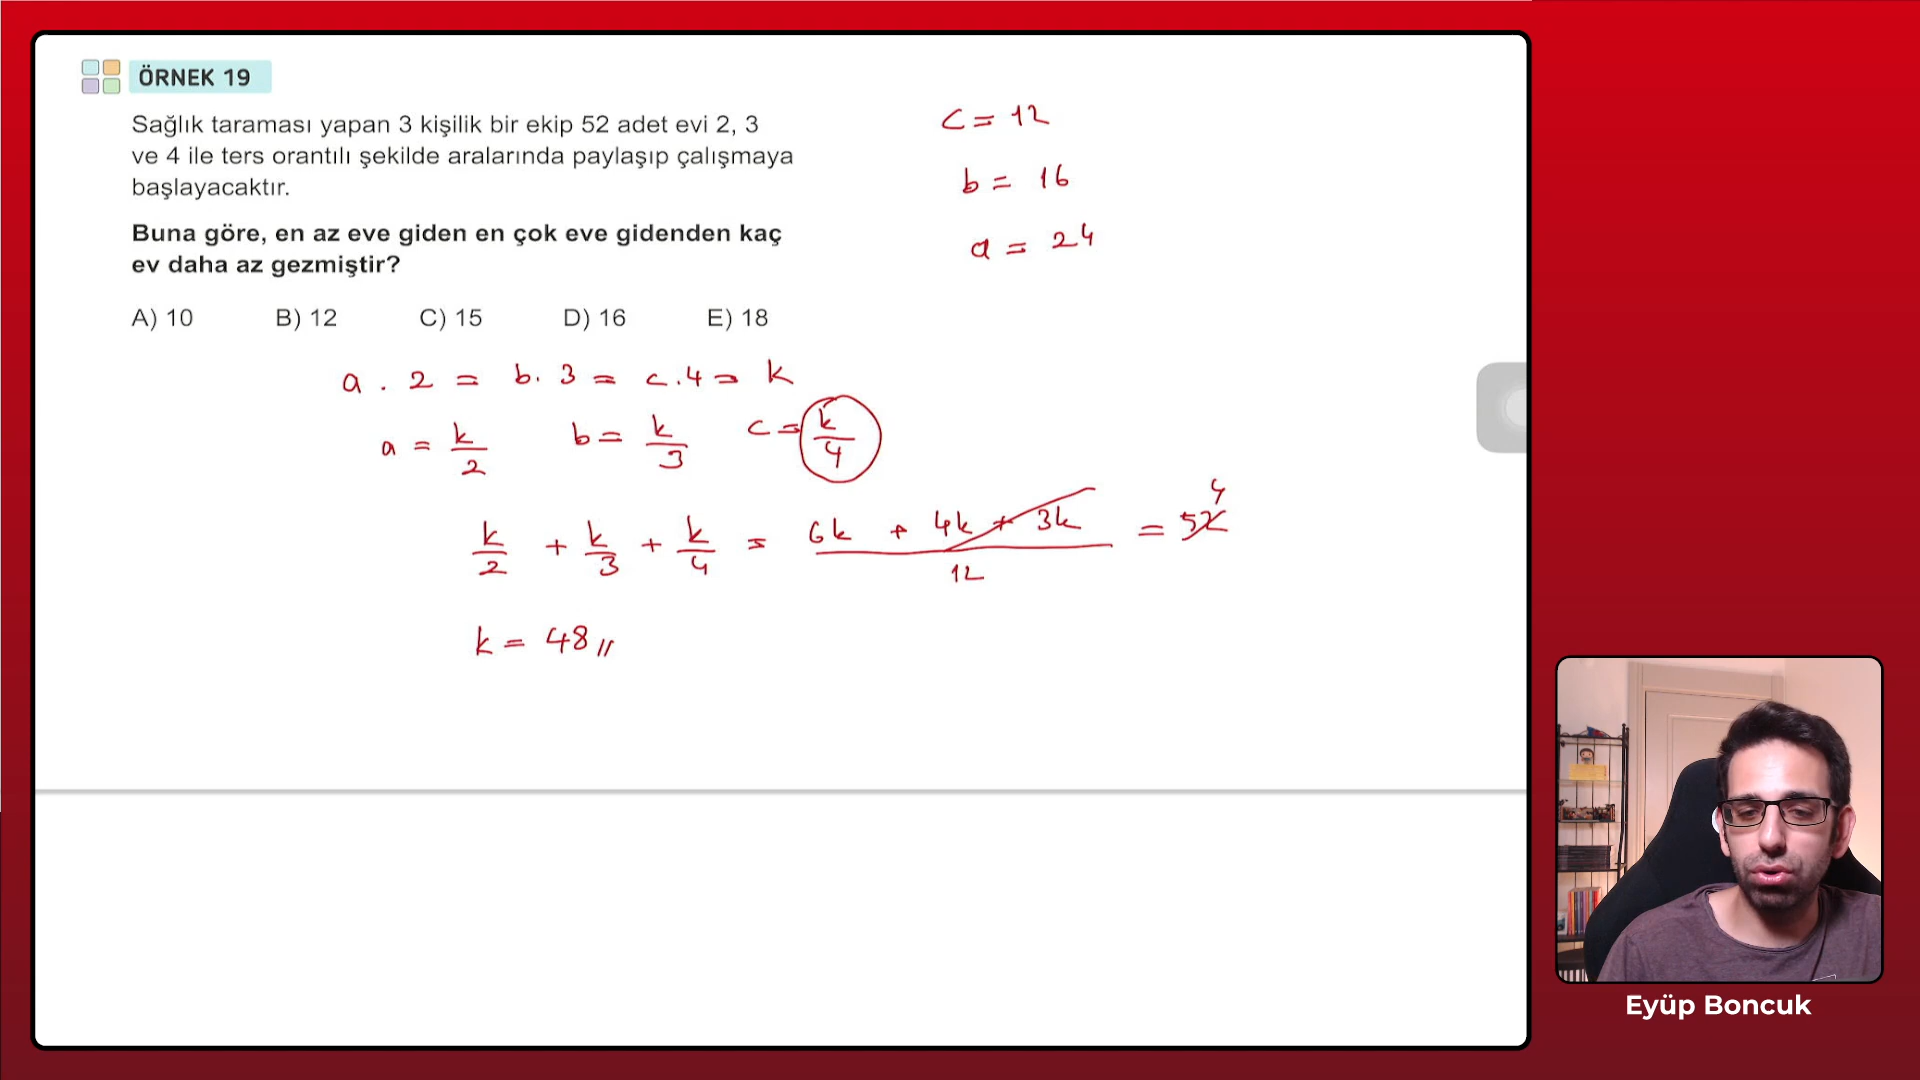 ÖRNEK 19
Sağlık taraması yapan 3 kişilik bir ekip 52 adet evi 2, 3
ve 4 ile ters orantılı şekilde aralarında paylaşıp çalışmaya
başlayacaktır.
Buna göre, en az eve giden en çok eve gidenden kaç
ev daha az gezmiştir?
A) 10 B) 12 C) 15 D) 16 E) 18
c = 12
b = 16
a = 24
a . 2 = b. 3 = c. 4 = k
a = k/2 b = k/3 c = k/4
k/2 + k/3 + k/4 = 6k + 4k + 3k / 12 = 52 4
k = 48 //
Eyüp Boncuk